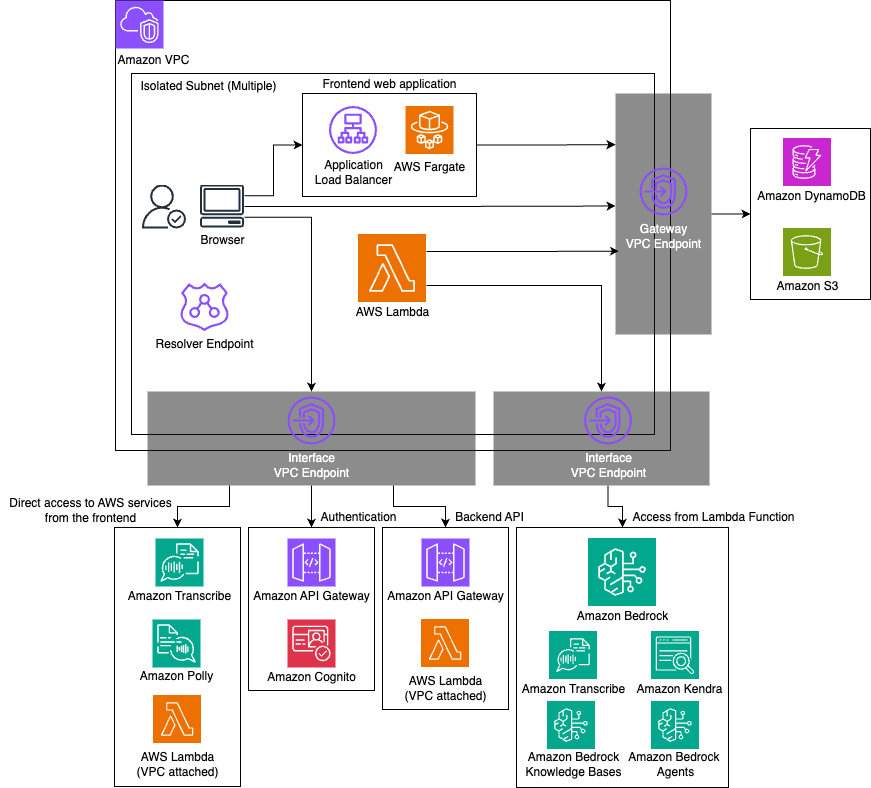 Amazon VPC
Isolated Subnet (Multiple)
Frontend web application
Application
Load Balancer
AWS Fargate
Browser
Gateway
VPC Endpoint
Amazon DynamoDB
Amazon S3
AWS Lambda
Resolver Endpoint
Interface
VPC Endpoint
Interface
VPC Endpoint
Direct access to AWS services
from the frontend
Authentication
Backend API
Access from Lambda Function
Amazon Transcribe
Amazon Polly
AWS Lambda
(VPC attached)
Amazon API Gateway
Amazon Cognito
Amazon API Gateway
AWS Lambda
(VPC attached)
Amazon Bedrock
Amazon Transcribe
Amazon Kendra
Amazon Bedrock
Knowledge Bases
Amazon Bedrock
Agents